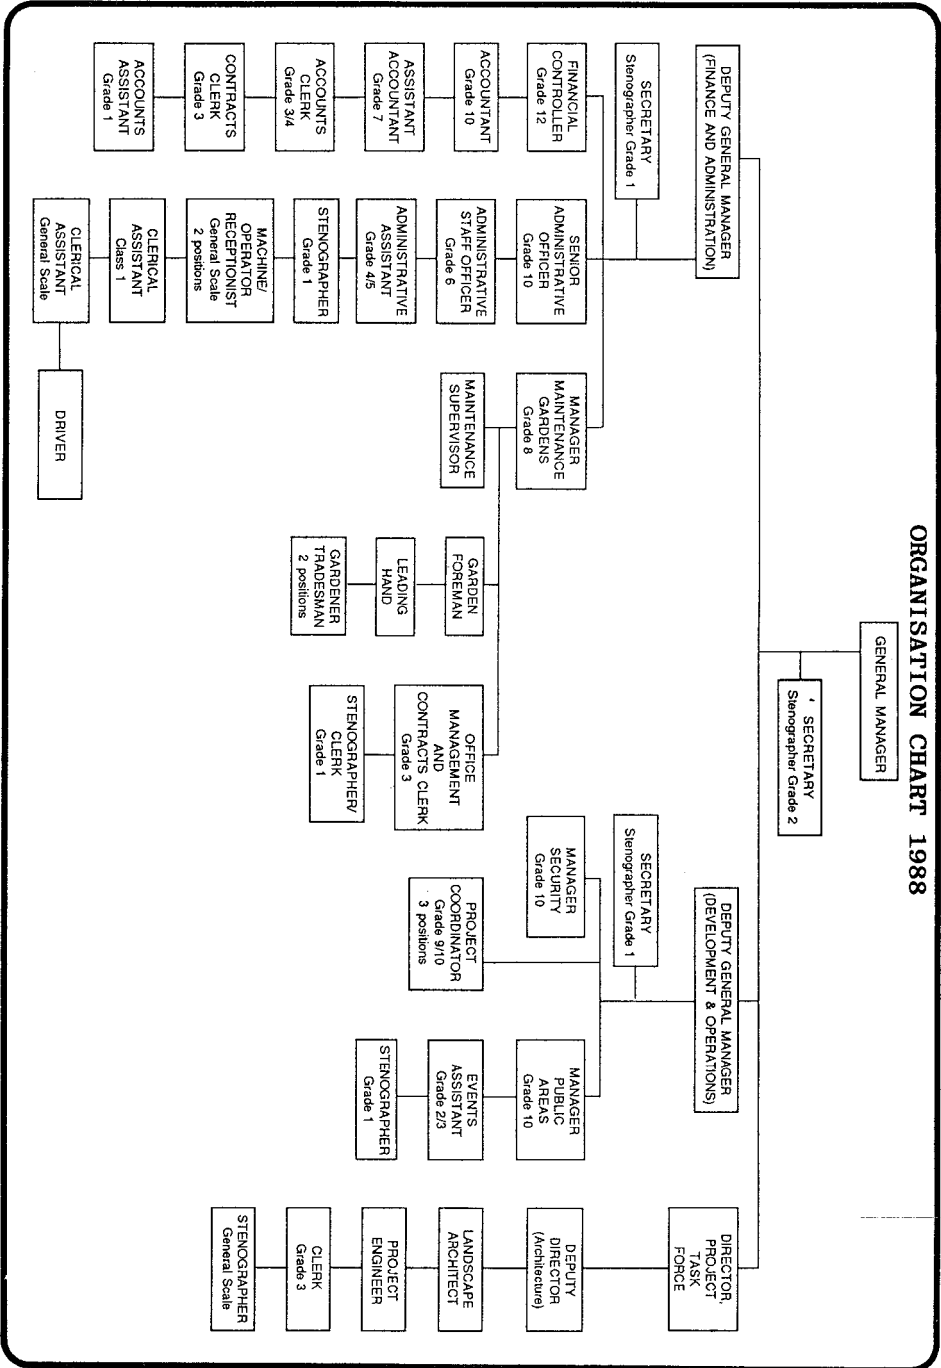 ORGANISATION CHART 1988
GENERAL MANAGER
SECRETARY
Stenographer Grade 2
DEPUTY GENERAL MANAGER
(FINANCE AND ADMINISTRATION)
SECRETARY
Stenographer Grade 1
FINANCIAL
CONTROLLER
Grade 12
ACCOUNTANT
Grade 10
ASSISTANT
ACCOUNTANT
Grade 7
ACCOUNTS
CLERK
Grade 3/4
CONTRACTS
CLERK
Grade 3
ACCOUNTS
ASSISTANT
Grade 1
SENIOR
ADMINISTRATIVE
OFFICER
Grade 10
ADMINISTRATIVE
STAFF OFFICER
Grade 6
ADMINISTRATIVE
ASSISTANT
Grade 4/5
STENOGRAPHER
Grade 1
MACHINE/
OPERATOR
RECEPTIONIST
General Scale
2 positions
CLERICAL
ASSISTANT
Class 1
CLERICAL
ASSISTANT
General Scale
DRIVER
MANAGER
MAINTENANCE
GARDENS
Grade 8
MAINTENANCE
SUPERVISOR
GARDEN
FOREMAN
LEADING
HAND
GARDENER
TRADESMAN
2 positions
OFFICE
MANAGEMENT
AND
CONTRACTS CLERK
Grade 3
STENOGRAPHER/
CLERK
Grade 1
DEPUTY GENERAL MANAGER
(DEVELOPMENT & OPERATIONS)
SECRETARY
Stenographer Grade 1
MANAGER
SECURITY
Grade 10
PROJECT
COORDINATOR
Grade 9/10
3 positions
MANAGER
PUBLIC
AREAS
Grade 10
EVENTS
ASSISTANT
Grade 2/3
STENOGRAPHER
Grade 1
DIRECTOR,
PROJECT
TASK
FORCE
DEPUTY
DIRECTOR
(Architecture)
LANDSCAPE
ARCHITECT
PROJECT
ENGINEER
CLERK
Grade 3
STENOGRAPHER
General Scale